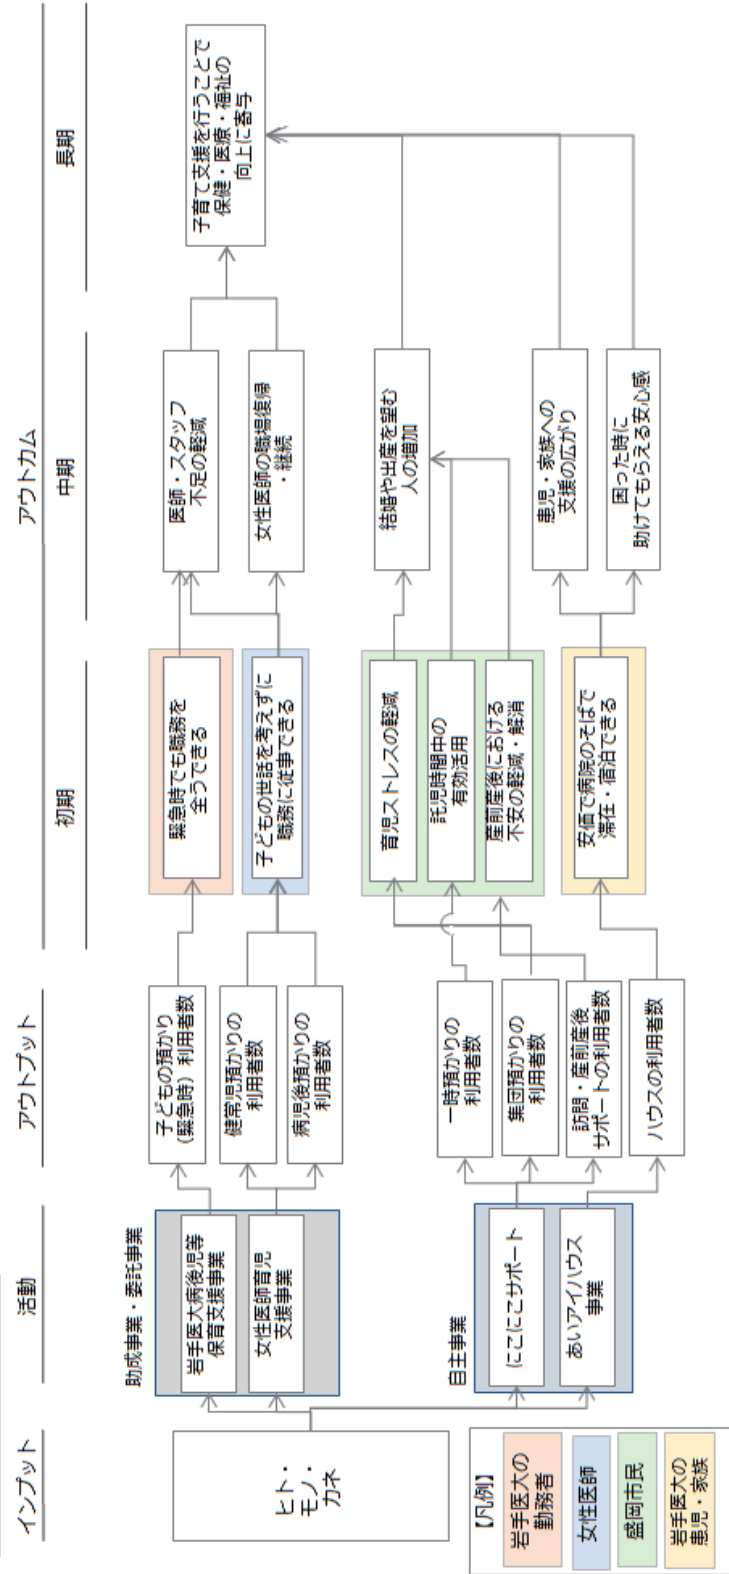 インプット
活動
アウトプット
アウトカム
初期
中期
長期
ヒト・
モノ・
カネ
助成事業・委託事業
岩手医大病後児等
保育支援事業
女性医師育児
支援事業
自主事業
にこにこサポート
あいアイハウス
事業
子どもの預かり
(緊急時)利用者数
健常児預かりの
利用者数
病児後預かりの
利用者数
一時預かりの
利用者数
集団預かりの
利用者数
訪問・産前産後
サポートの利用者数
ハウスの利用者数
緊急時でも職務を
全うできる
子どもの世話を考えずに
職務に従事できる
育児ストレスの軽減
託児時間中の
有効活用
産前産後における
不安の軽減・解消
安価で病院のそばで
滞在・宿泊できる
医師・スタッフ
不足の軽減
女性医師の職場復帰
・継続
結婚や出産を望む
人の増加
患児・家族への
支援の広がり
困った時に
助けてもらえる安心感
子育て支援を行うことで
保健・医療・福祉の
向上に寄与
【凡例】
岩手医大の
勤務者
女性医師
盛岡市民
岩手医大の
患児・家族